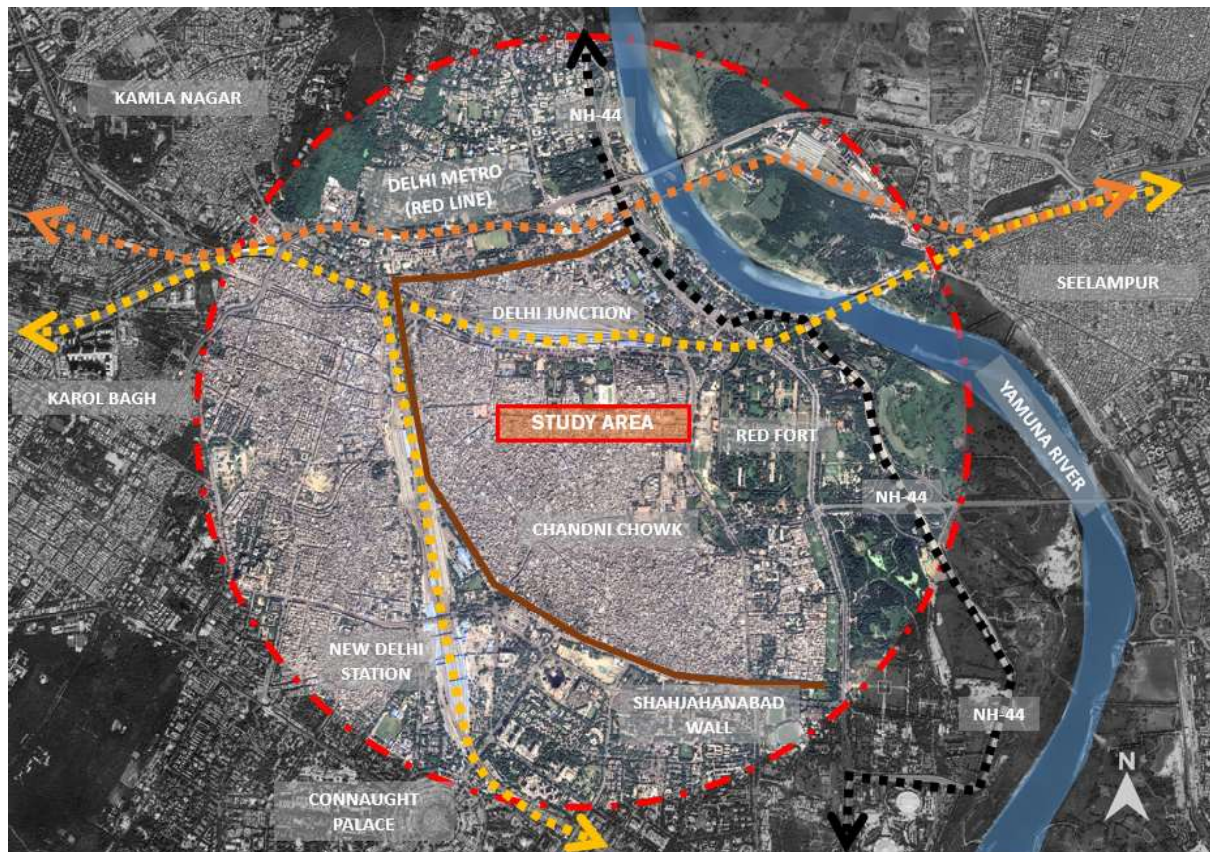 KAMLA NAGAR
NH-44
DELHI METRO
(RED LINE)
SEELAMPUR
DELHI JUNCTION
KAROL BAGH
STUDY AREA
RED FORT
YAMUNA RIVER
NH-44
CHANDNI CHOWK
NEW DELHI
STATION
SHAHJAHANABAD
WALL
NH-44
N
CONNAUGHT
PALACE